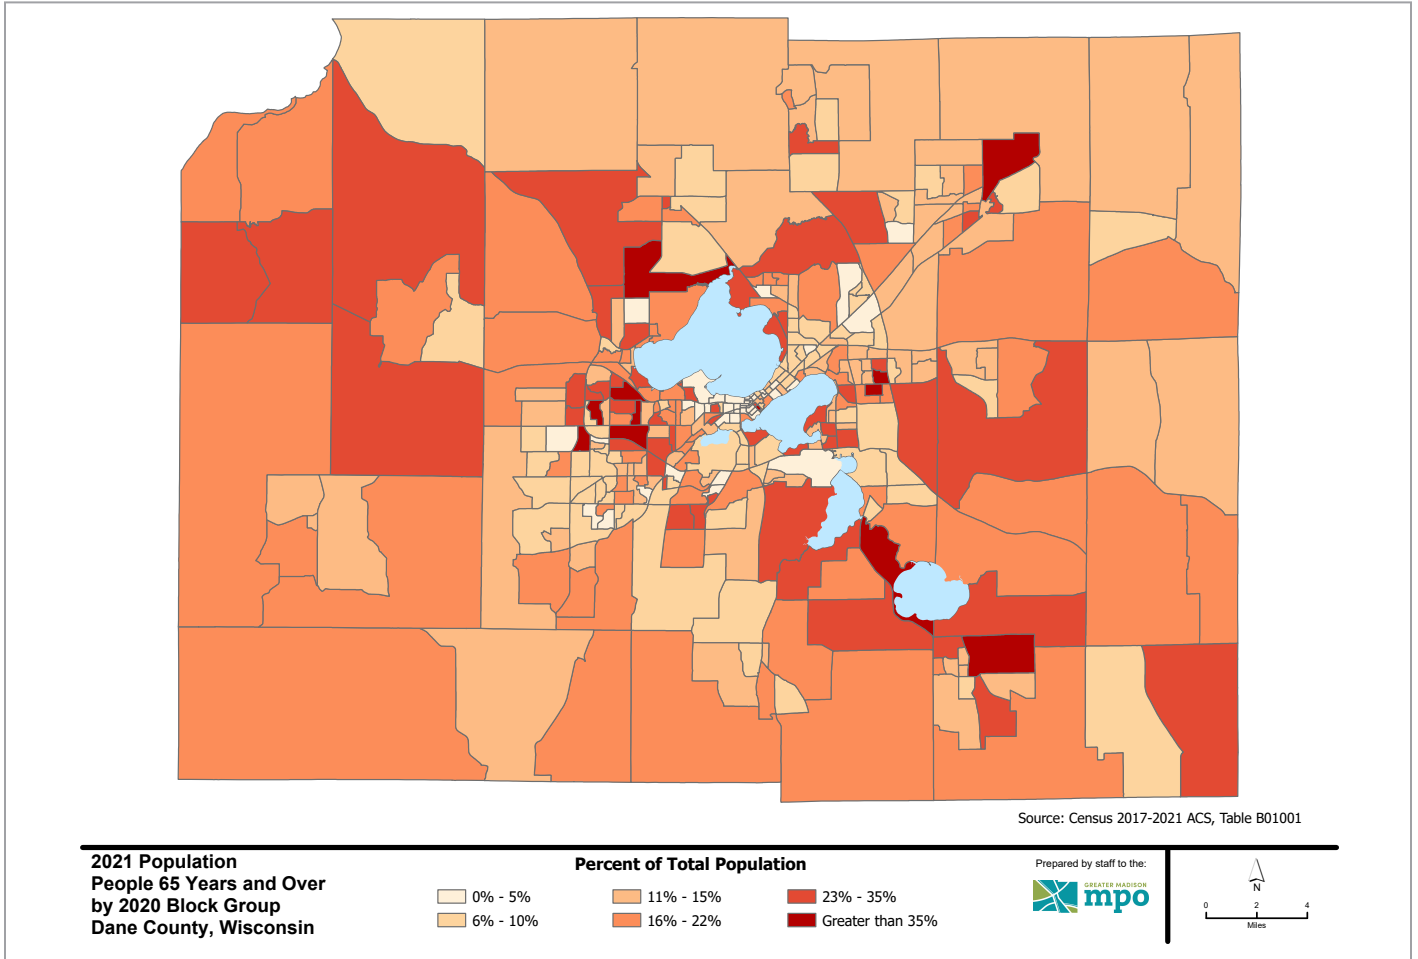 Source: Census 2017-2021 ACS, Table B01001
2021 Population
People 65 Years and Over
by 2020 Block Group
Dane County, Wisconsin
Percent of Total Population
0% - 5%
6% - 10%
11% - 15%
16% - 22%
23% - 35%
Greater than 35%
Prepared by staff to the:
GREATER MADISON
mpo
N
0 2 4
Miles